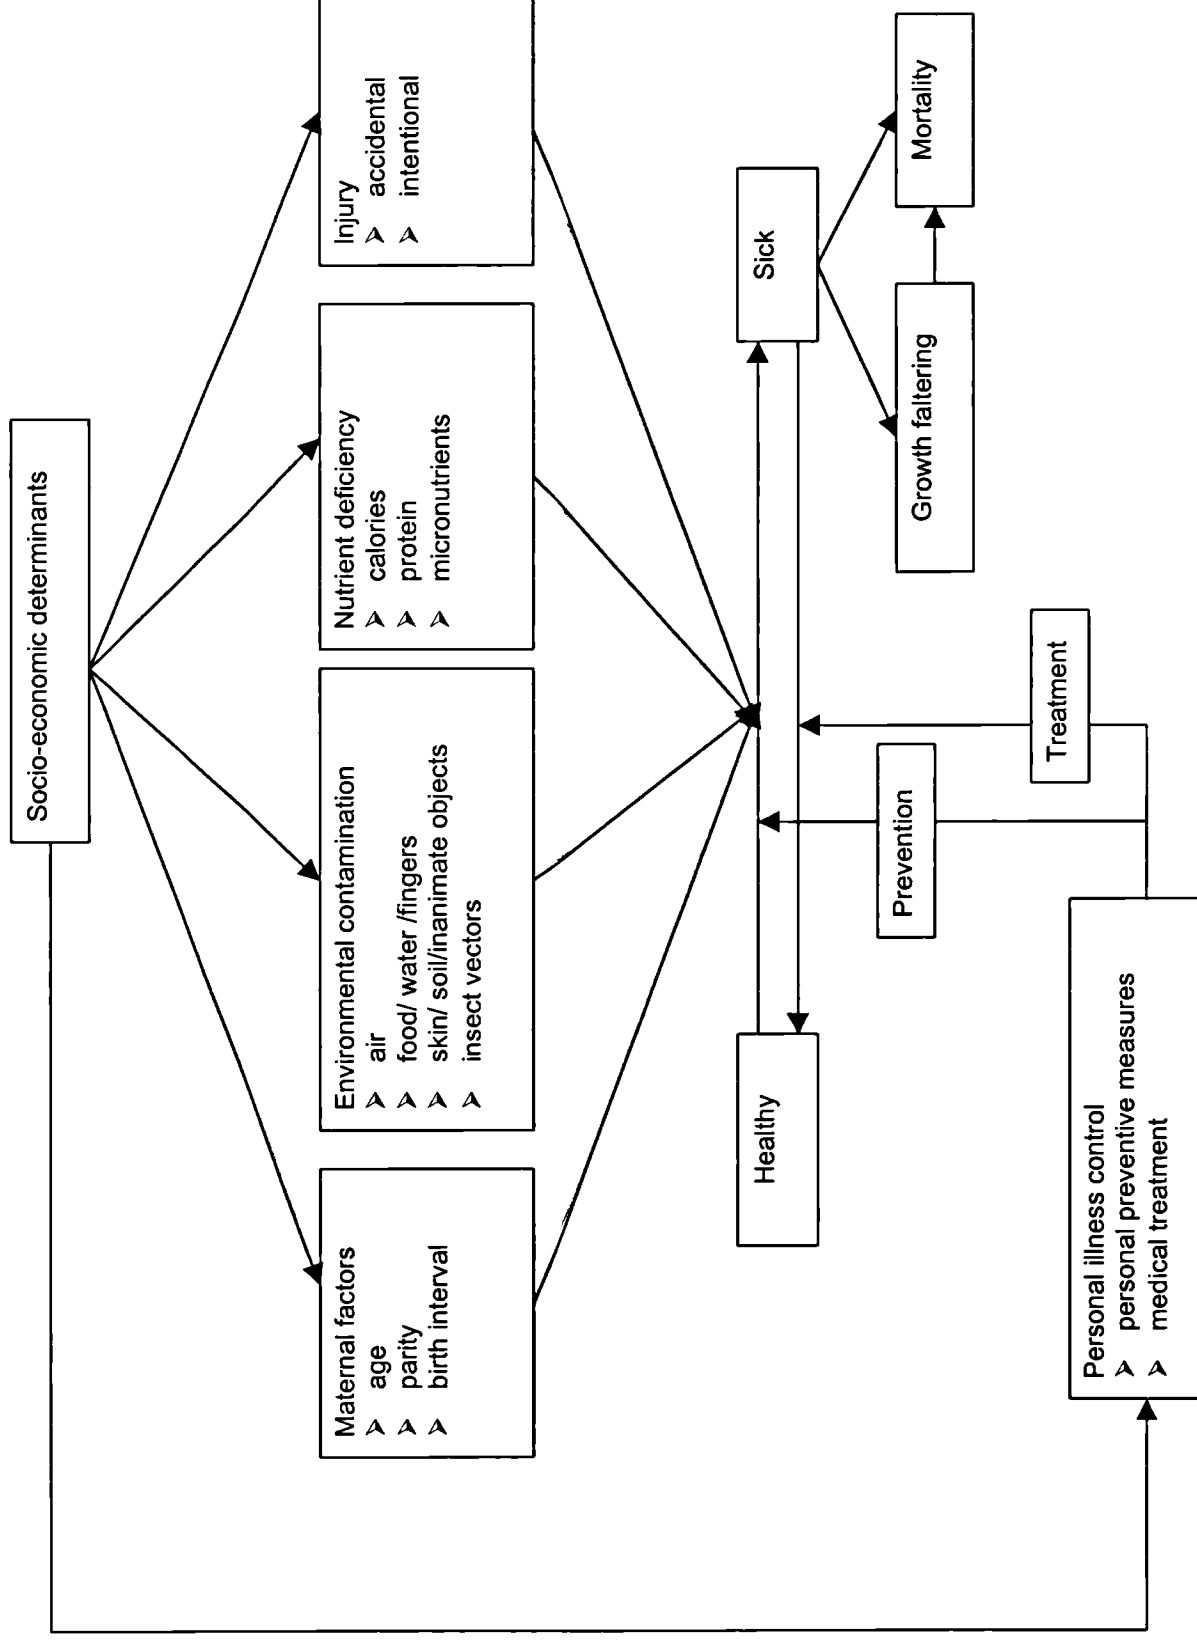 Socio-economic determinants
Maternal factors
➤ age
➤ parity
➤ birth interval
Environmental contamination
➤ air
➤ food/ water /fingers
➤ skin/ soil/inanimate objects
➤ insect vectors
Nutrient deficiency
➤ calories
➤ protein
➤ micronutrients
Injury
➤ accidental
➤ intentional
Healthy
Sick
Prevention
Treatment
Growth faltering
Mortality
Personal illness control
➤ personal preventive measures
➤ medical treatment